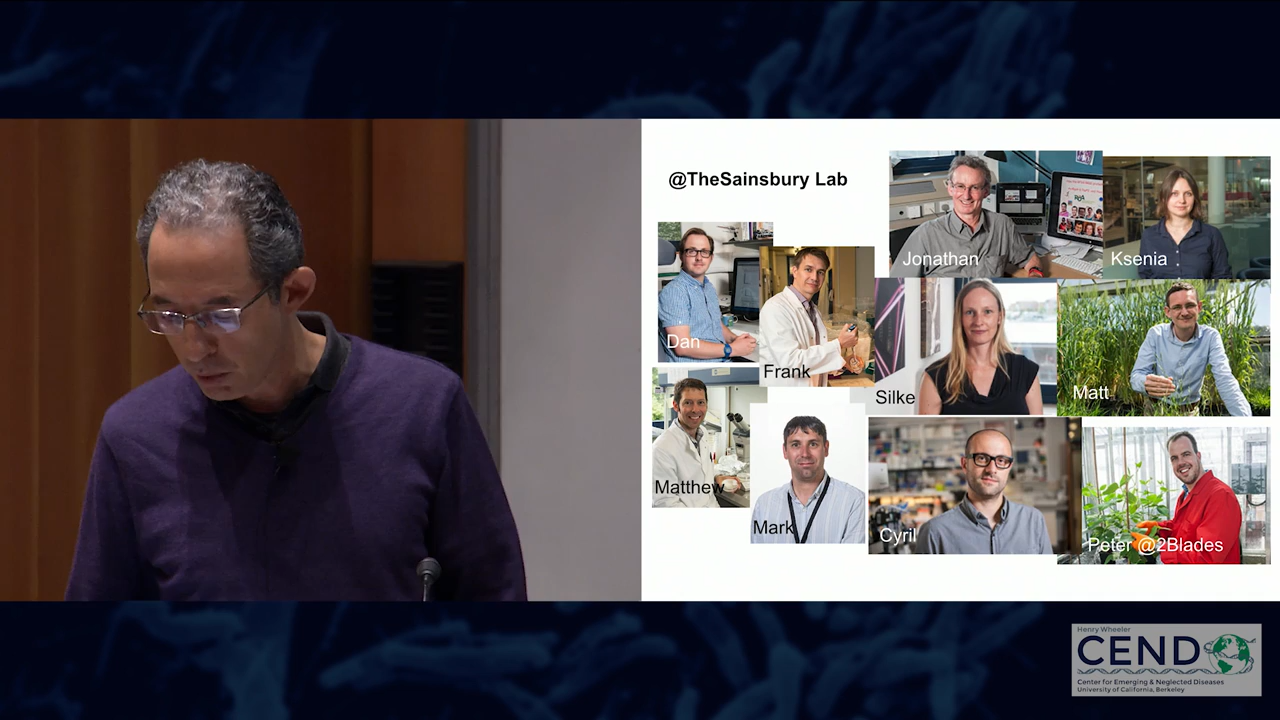 @TheSainsbury Lab
Jonathan
Ksenia
Dan
Frank
Silke
Matt
Matthew
Mark
Cyril
Peter @2Blades
Henry Wheeler
CEND
Center for Emerging & Neglected Diseases
University of California, Berkeley